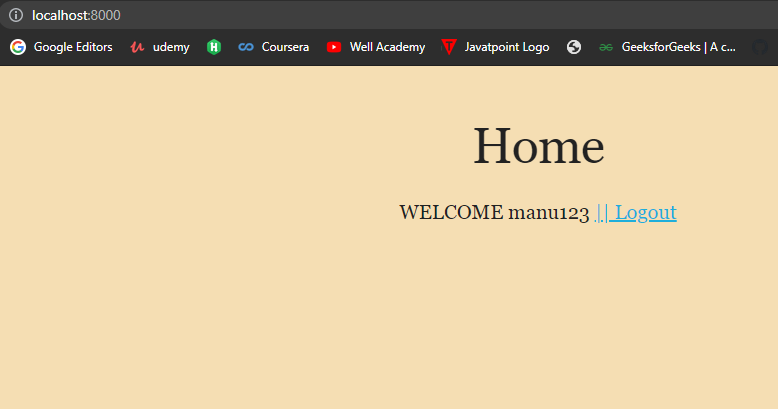 localhost:8000
Google Editors udemy Coursera Well Academy Javatpoint Logo GeeksforGeeks | A c...
Home
WELCOME manu123 || Logout